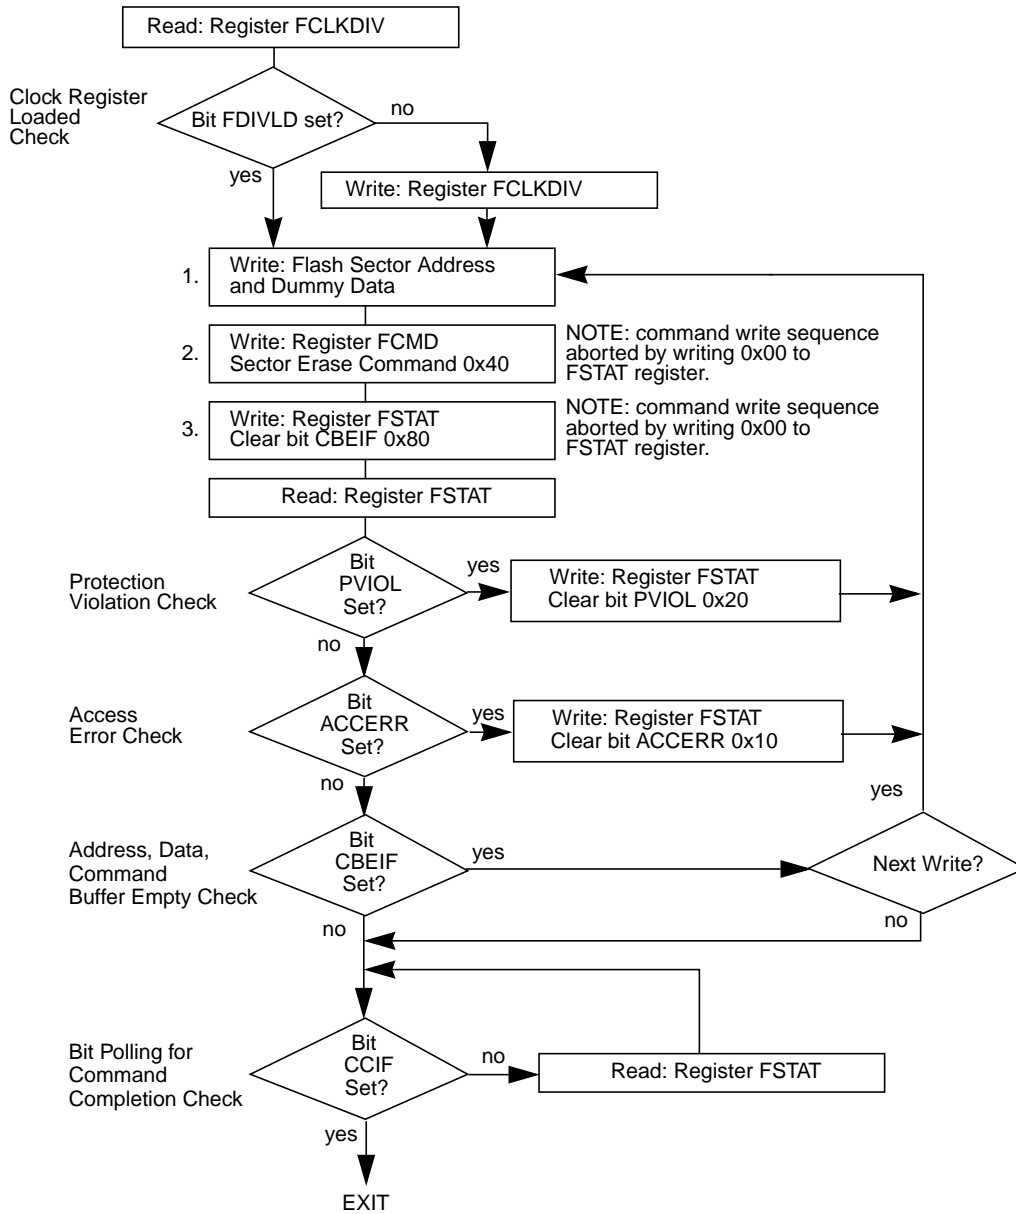 Read: Register FCLKDIV
Clock Register
Loaded
Check
Bit FDIVLD set?
no
yes
Write: Register FCLKDIV
1.
Write: Flash Sector Address
and Dummy Data
2.
Write: Register FCMD
Sector Erase Command 0x40
NOTE: command write sequence
aborted by writing 0x00 to
FSTAT register.
3.
Write: Register FSTAT
Clear bit CBEIF 0x80
NOTE: command write sequence
aborted by writing 0x00 to
FSTAT register.
Read: Register FSTAT
Protection
Violation Check
Bit
PVIOL
Set?
yes
Write: Register FSTAT
Clear bit PVIOL 0x20
no
Access
Error Check
Bit
ACCERR
Set?
yes
Write: Register FSTAT
Clear bit ACCERR 0x10
no
yes
Address, Data,
Command
Buffer Empty Check
Bit
CBEIF
Set?
yes
Next Write?
no
no
Bit Polling for
Command
Completion Check
Bit
CCIF
Set?
no
Read: Register FSTAT
yes
EXIT